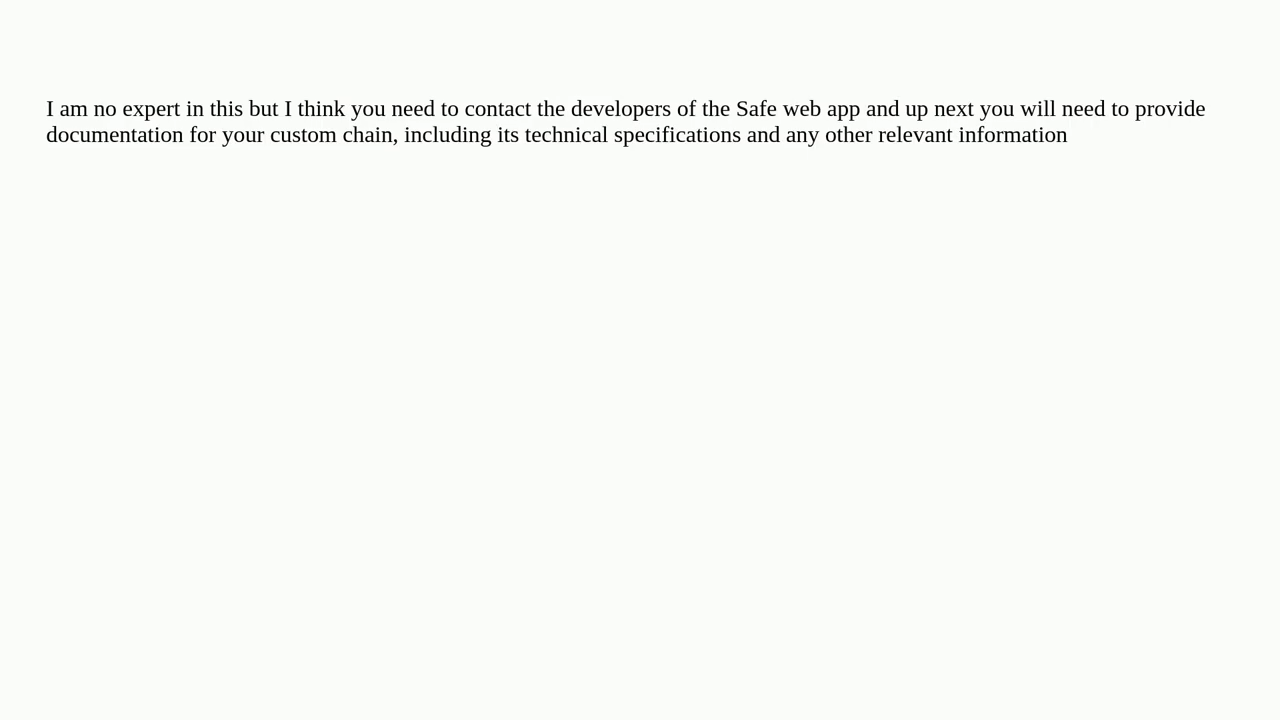 I am no expert in this but I think you need to contact the developers of the Safe web app and up next you will need to provide
documentation for your custom chain, including its technical specifications and any other relevant information